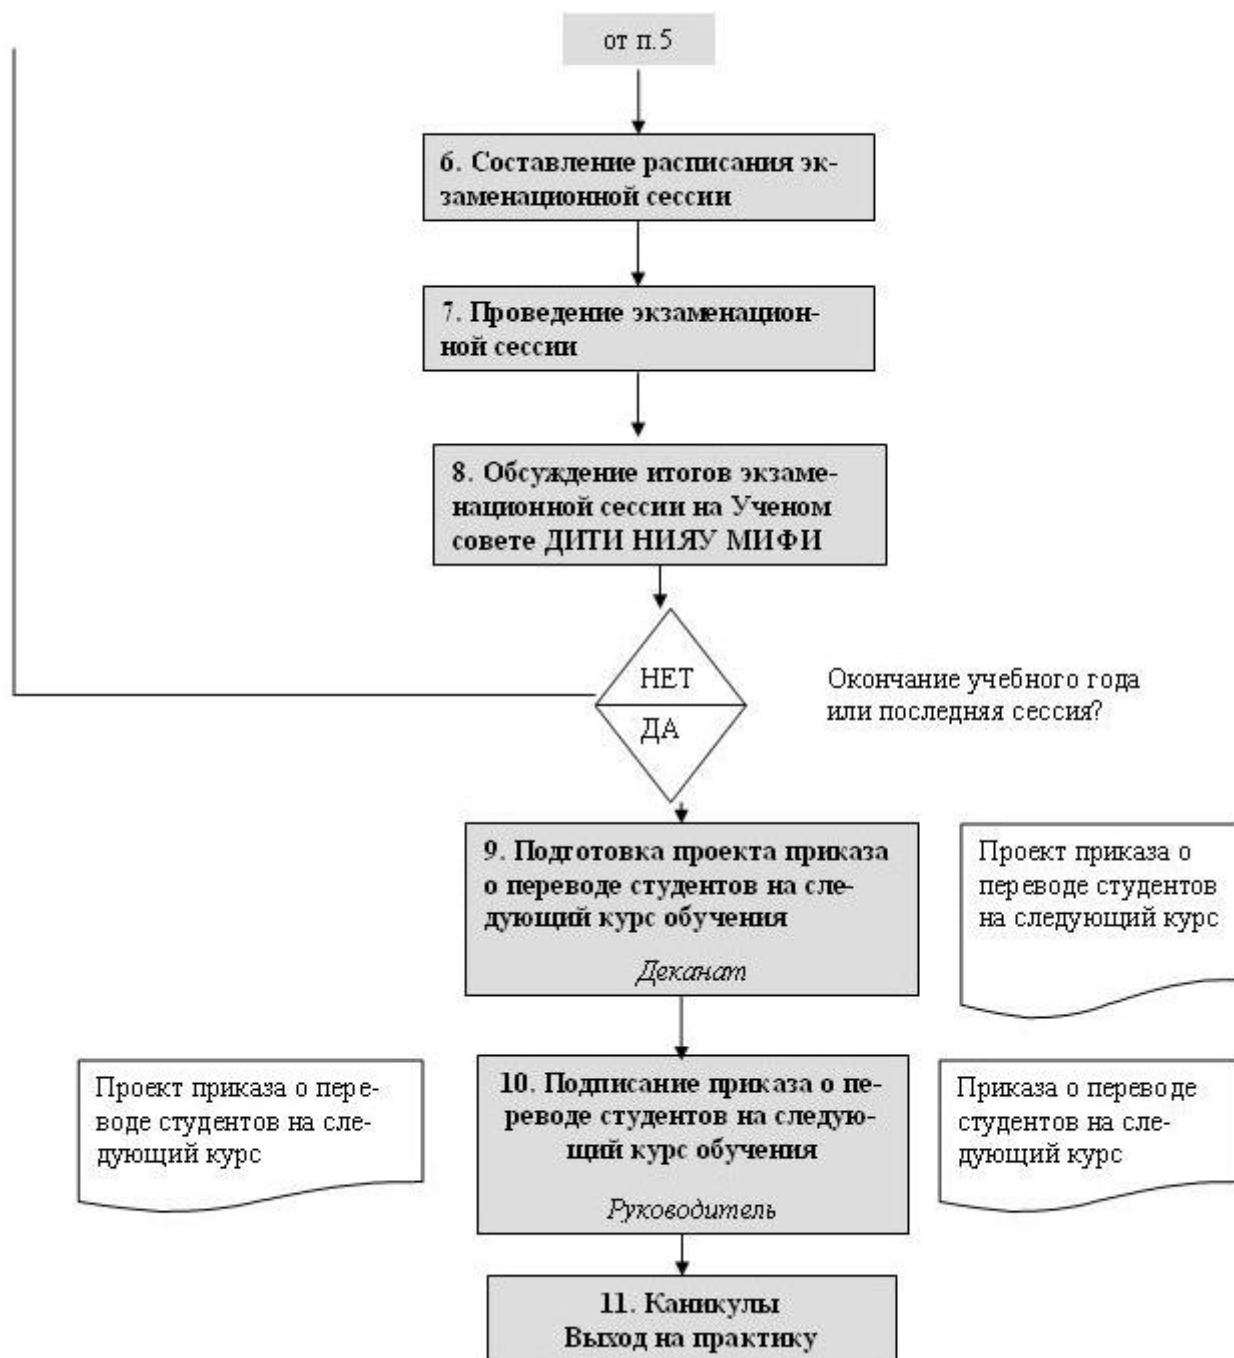 от п.5
6. Составление расписания эк-
заменационной сессии
7. Проведение экзаменацион-
ной сессии
8. Обсуждение итогов экзаме-
национной сессии на Ученом
совете ДИТИ НИЯУ МИФИ
НЕТ
ДА
Окончание учебного года
или последняя сессия?
9. Подготовка проекта приказа
о переводе студентов на сле-
дующий курс обучения
Деканат
Проект приказа о
переводе студентов
на следующий курс
Проект приказа о пере-
воде студентов на сле-
дующий курс
10. Подписание приказа о пе-
реводе студентов на следую-
щий курс обучения
Руководитель
Приказа о переводе
студентов на сле-
дующий курс
11. Каникулы
Выход на практику